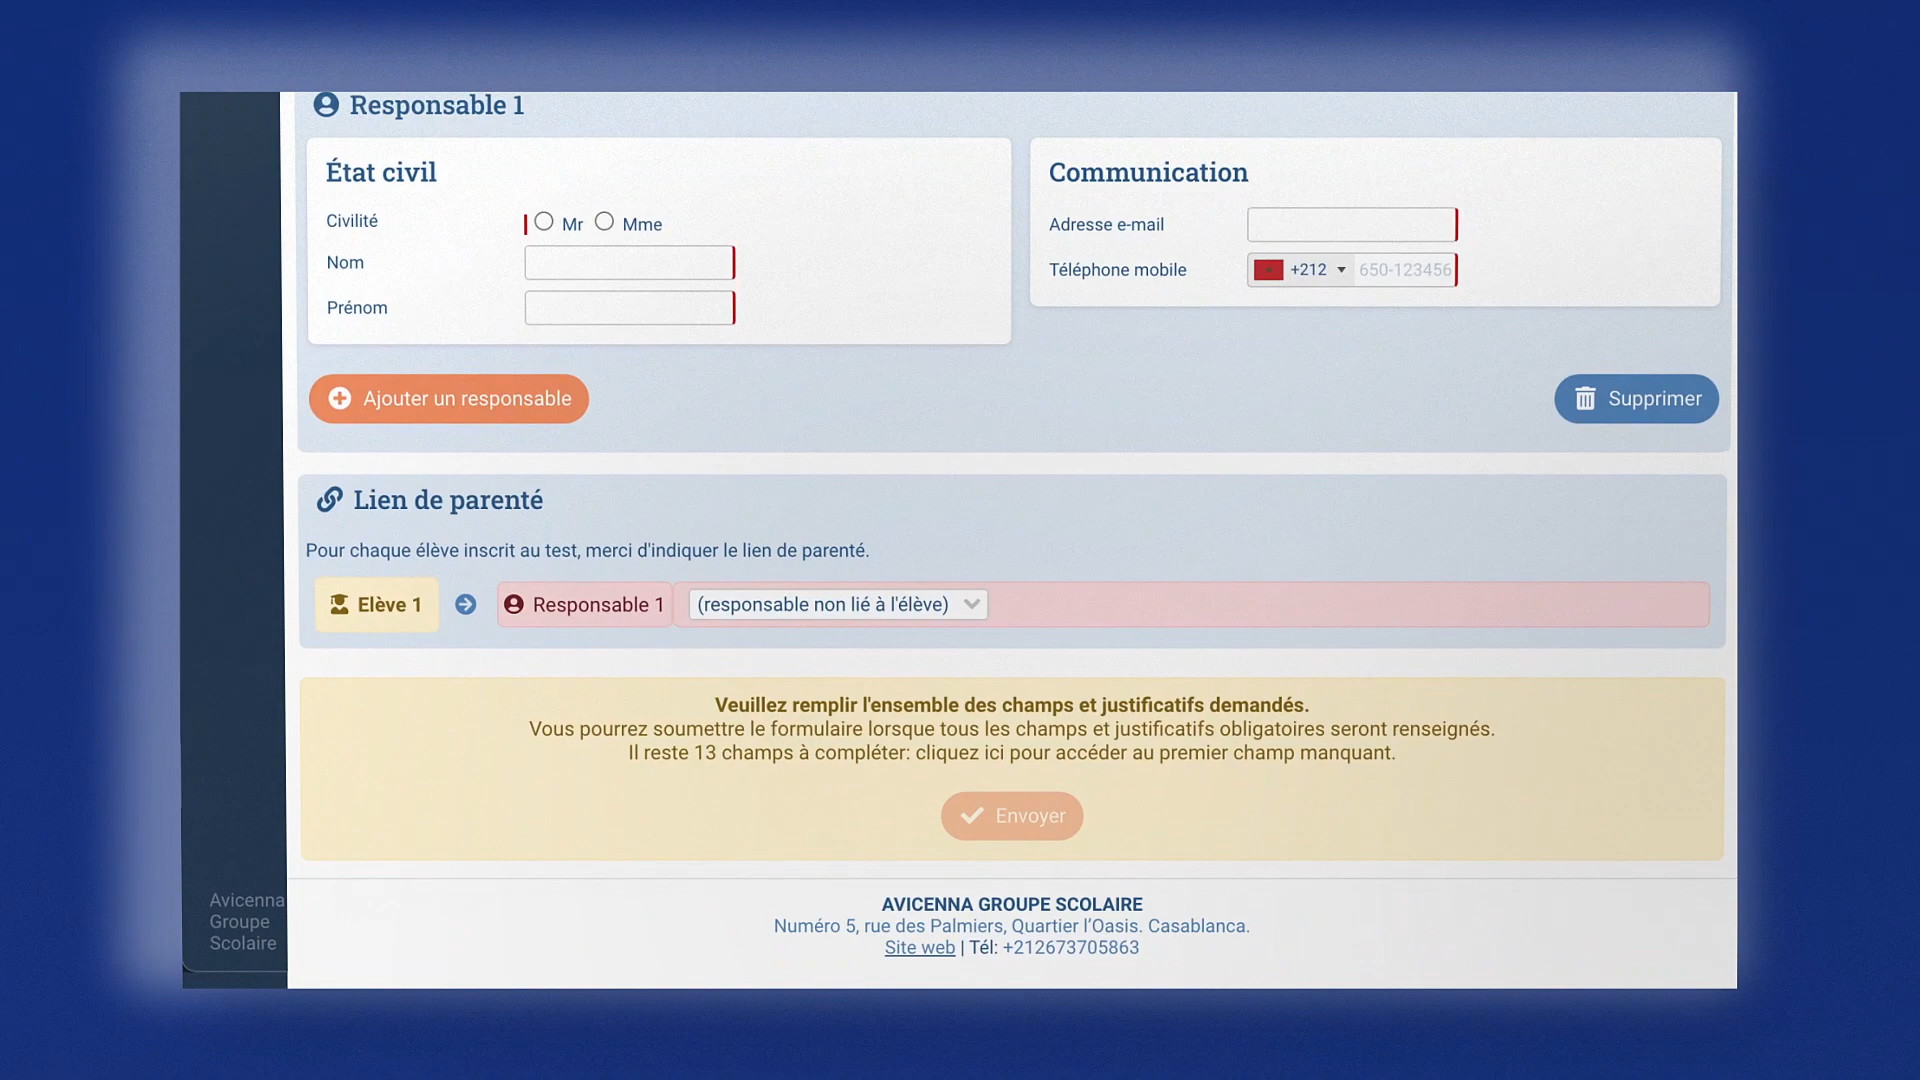 Responsable 1
État civil
Civilité
Mr
Mme
Nom
Prénom
Communication
Adresse e-mail
Téléphone mobile
+212
650-123456
Ajouter un responsable
Supprimer
Lien de parenté
Pour chaque élève inscrit au test, merci d'indiquer le lien de parenté.
Elève 1
Responsable 1
(responsable non lié à l'élève)
Veuillez remplir l'ensemble des champs et justificatifs demandés.
Vous pourrez soumettre le formulaire lorsque tous les champs et justificatifs obligatoires seront renseignés.
Il reste 13 champs à compléter: cliquez ici pour accéder au premier champ manquant.
Envoyer
Avicenna
Groupe
Scolaire
AVICENNA GROUPE SCOLAIRE
Numéro 5, rue des Palmiers, Quartier l’Oasis. Casablanca.
Site web | Tél: +212673705863